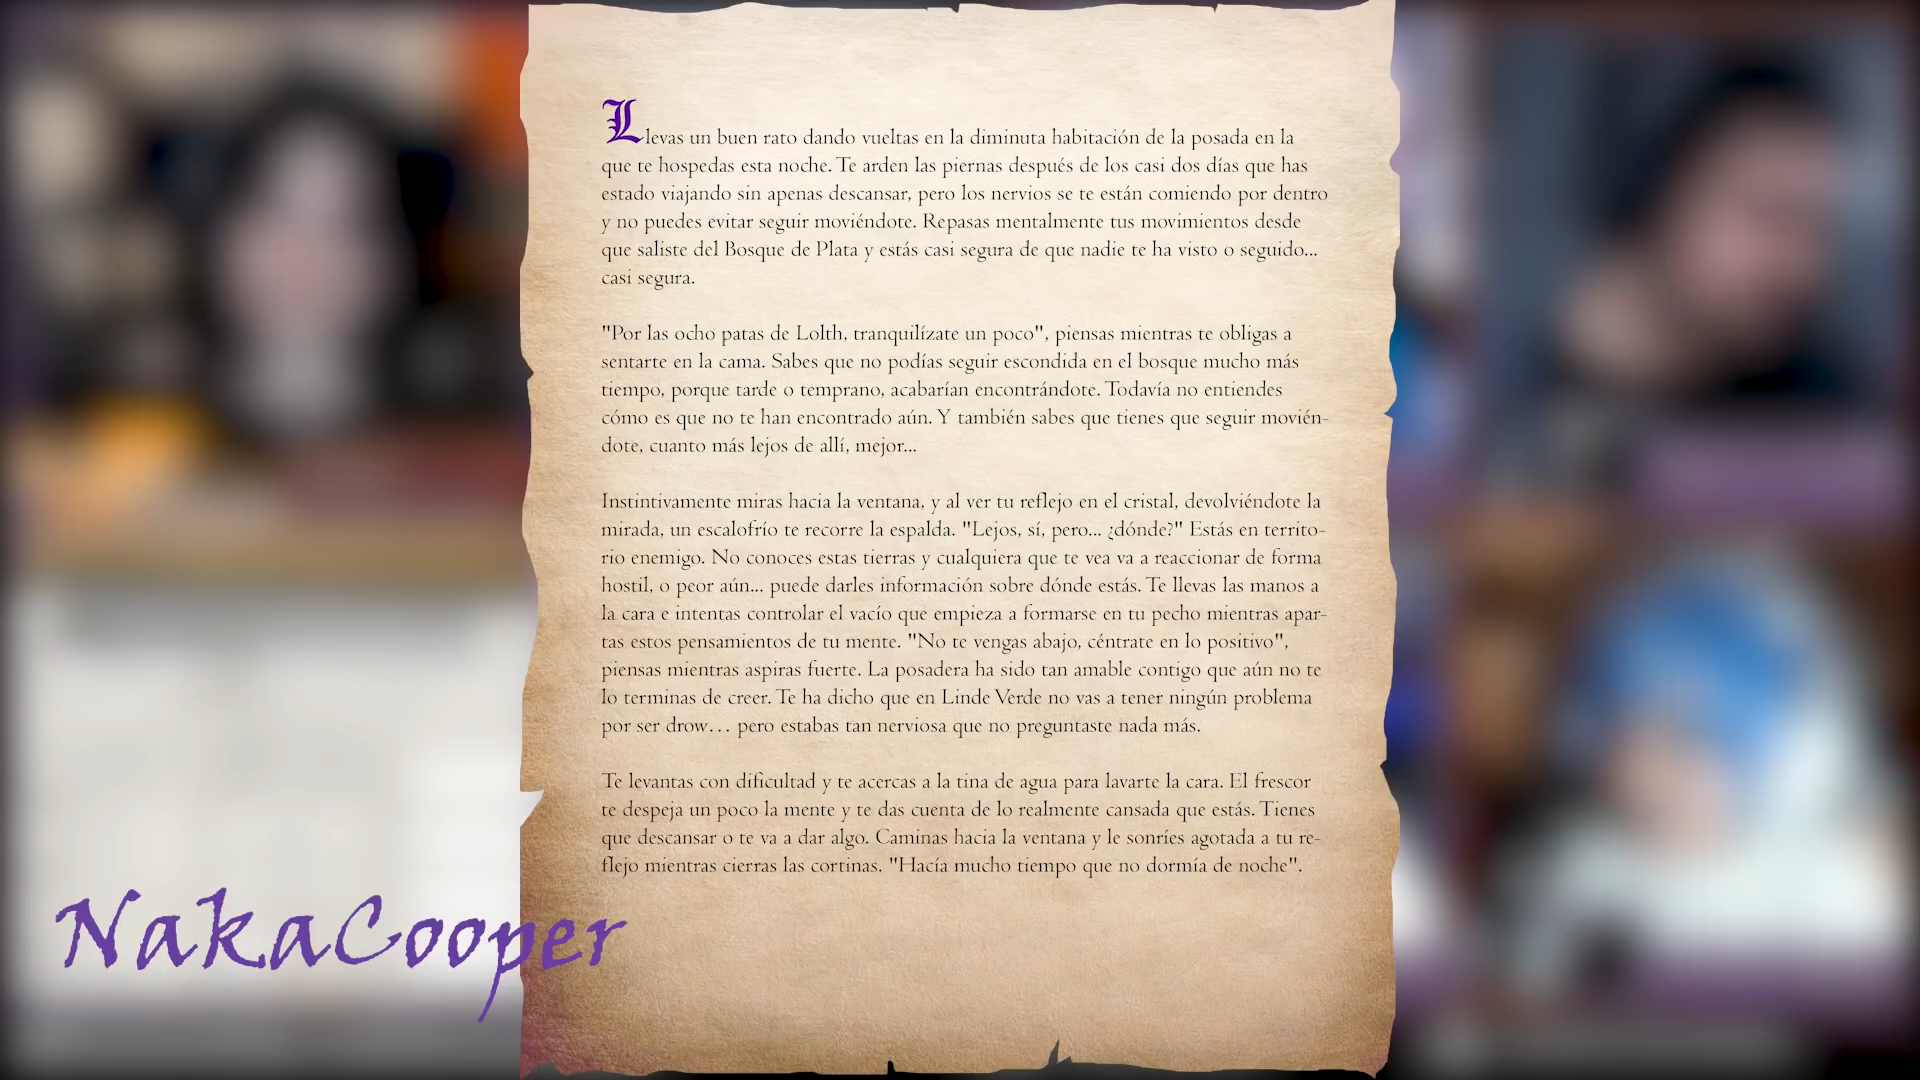 Llevas un buen rato dando vueltas en la diminuta habitación de la posada en la
que te hospedas esta noche. Te arden las piernas después de los casi dos días que has
estado viajando sin apenas descansar, pero los nervios se te están comiendo por dentro
y no puedes evitar seguir moviéndote. Repasas mentalmente tus movimientos desde
que saliste del Bosque de Plata y estás casi segura de que nadie te ha visto o seguido...
casi segura.
"Por las ocho patas de Lolth, tranquilízate un poco", piensas mientras te obligas a
sentarte en la cama. Sabes que no podías seguir escondida en el bosque mucho más
tiempo, porque tarde o temprano, acabarían encontrándote. Todavía no entiendes
cómo es que no te han encontrado aún. Y también sabes que tienes que seguir movién-
dote, cuanto más lejos de allí, mejor...
Instintivamente miras hacia la ventana, y al ver tu reflejo en el cristal, devolviéndote la
mirada, un escalofrío te recorre la espalda. "Lejos, sí, pero... ¿dónde?" Estás en territo-
rio enemigo. No conoces estas tierras y cualquiera que te vea va a reaccionar de forma
hostil, o peor aún... puede darles información sobre dónde estás. Te llevas las manos a
la cara e intentas controlar el vacío que empieza a formarse en tu pecho mientras apar-
tas estos pensamientos de tu mente. "No te vengas abajo, céntrate en lo positivo",
piensas mientras aspiras fuerte. La posadera ha sido tan amable contigo que aún no te
lo terminas de creer. Te ha dicho que en Linde Verde no vas a tener ningún problema
por ser drow… pero estabas tan nerviosa que no preguntaste nada más.
Te levantas con dificultad y te acercas a la tina de agua para lavarte la cara. El frescor
te despeja un poco la mente y te das cuenta de lo realmente cansada que estás. Tienes
que descansar o te va a dar algo. Caminas hacia la ventana y le sonríes agotada a tu re-
flejo mientras cierras las cortinas. "Hacía mucho tiempo que no dormía de noche".
NakaCooper